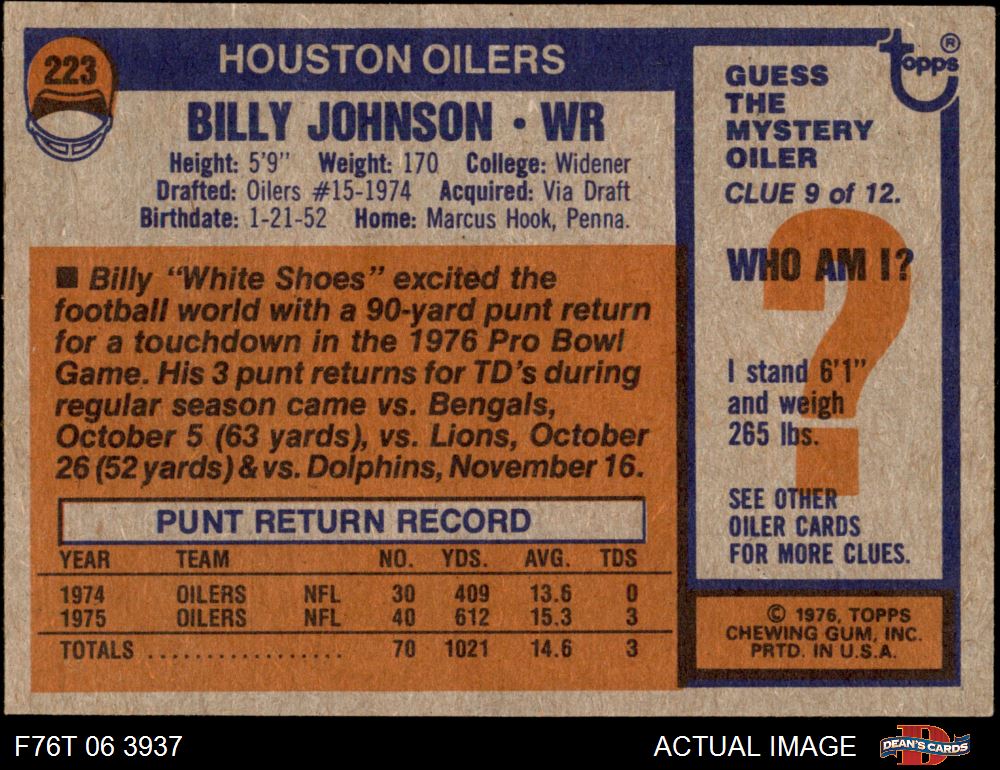 223
HOUSTON OILERS
BILLY JOHNSON • WR
Height: 5'9" Weight: 170 College: Widener
Drafted: Oilers #15-1974 Acquired: Via Draft
Birthdate: 1-21-52 Home: Marcus Hook, Penna.
■ Billy "White Shoes" excited the
football world with a 90-yard punt return
for a touchdown in the 1976 Pro Bowl
Game. His 3 punt returns for TD's during
regular season came vs. Bengals,
October 5 (63 yards), vs. Lions, October
26 (52 yards) & vs. Dolphins, November 16.
PUNT RETURN RECORD
YEAR TEAM NO. YDS. AVG. TDS
1974 OILERS NFL 30 409 13.6 0
1975 OILERS NFL 40 612 15.3 3
TOTALS .................. 70 1021 14.6 3
topps ®
GUESS
THE
MYSTERY
OILER
CLUE 9 of 12.
?
WHO AM I?
I stand 6'1"
and weigh
265 lbs.
SEE OTHER
OILER CARDS
FOR MORE CLUES.
© 1976, TOPPS
CHEWING GUM, INC.
PRTD. IN U.S.A.
F76T 06 3937
ACTUAL IMAGE
D
DEAN'S CARDS